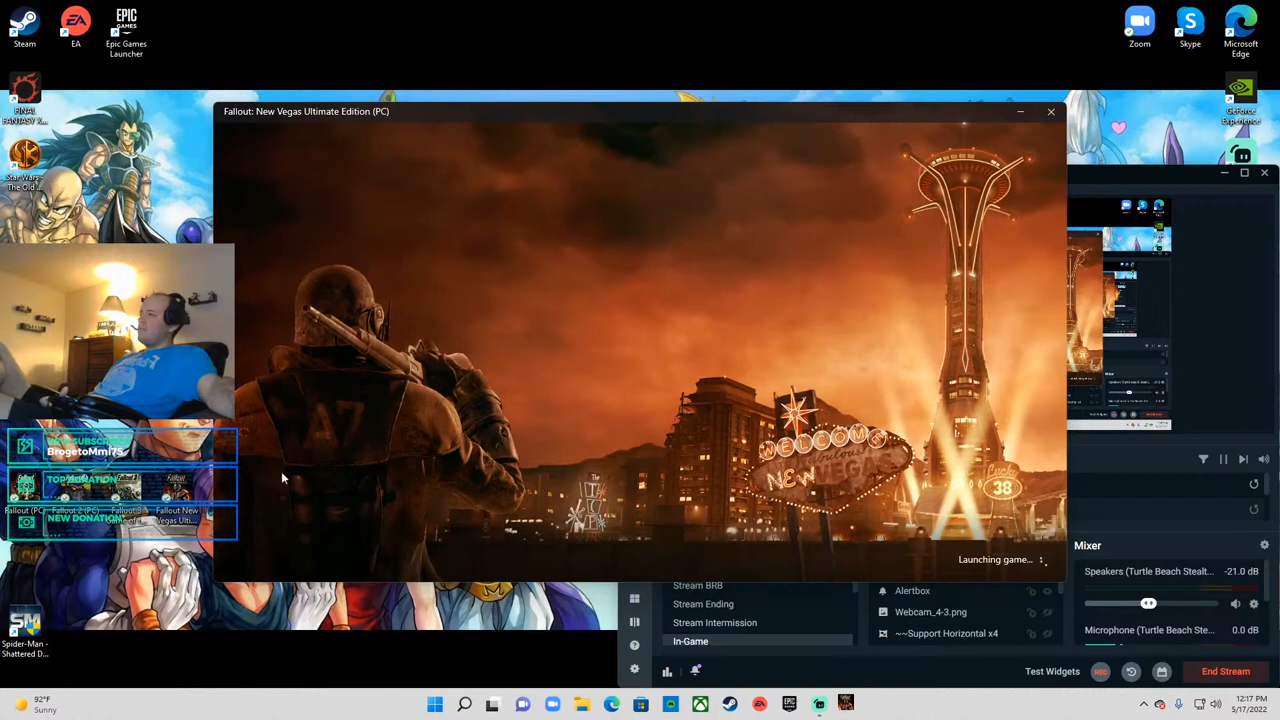 Steam
EA
Epic Games
Launcher
Zoom
Skype
Microsoft
Edge
FINAL
FANTASY X...
GeForce
Experience
Star Wars -
The Old ...
Fallout: New Vegas Ultimate Edition (PC)
WELCOME
NEW
Lucky
38
Launching game...
BrogetoMmi75
TOP DONATION
NEW DONATION
Fallout (PC)
Fallout 2 (PC)
Fallout 3
Fallout New
Vegas Ulti...
Spider-Man -
Shattered D...
Stream BRB
Stream Ending
Stream Intermission
In-Game
Alertbox
Webcam_4-3.png
~~Support Horizontal x4
Mixer
Speakers (Turtle Beach Stealt...
-21.0 dB
Microphone (Turtle Beach Ste...
0.0 dB
Test Widgets
REC
End Stream
92°F
Sunny
12:17 PM
5/17/2022